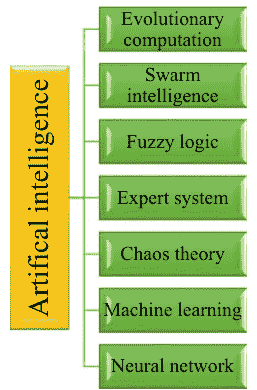 Artifical intelligence
Evolutionary
computation
Swarm
intelligence
Fuzzy logic
Expert system
Chaos theory
Machine learning
Neural network